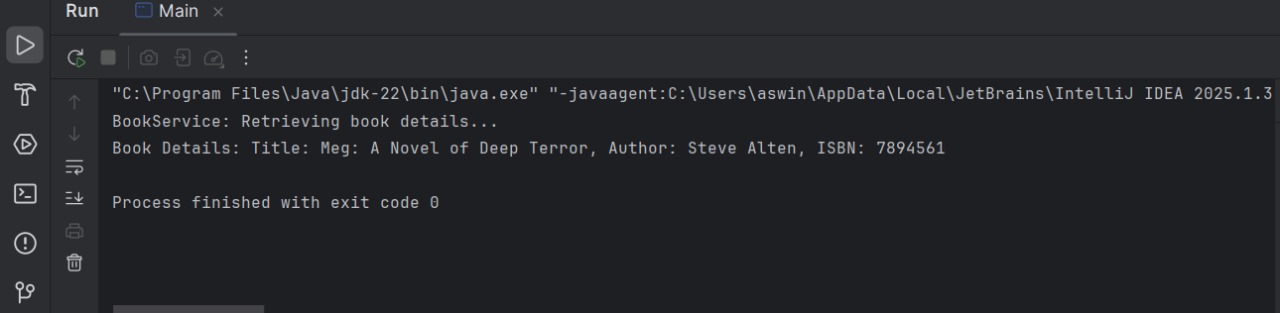 Run Main
"C:\Program Files\Java\jdk-22\bin\java.exe" "-javaagent:C:\Users\aswin\AppData\Local\JetBrains\IntelliJ IDEA 2025.1.3
BookService: Retrieving book details...
Book Details: Title: Meg: A Novel of Deep Terror, Author: Steve Alten, ISBN: 7894561
Process finished with exit code 0